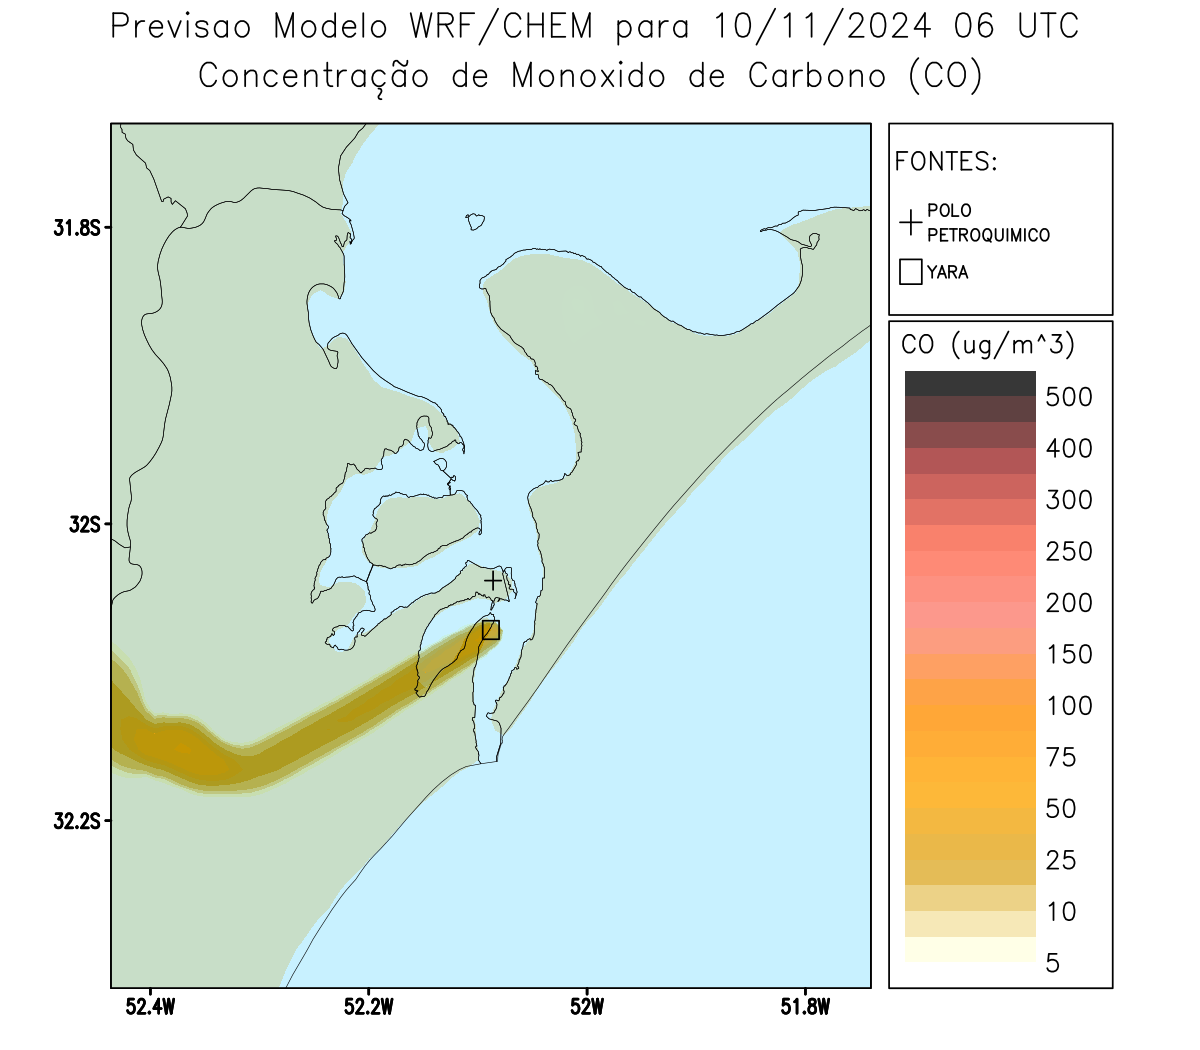 Previsao Modelo WRF/CHEM para 10/11/2024 06 UTC
Concentração de Monoxido de Carbono (CO)
FONTES:
POLO
PETROQUIMICO
YARA
CO (ug/m^3)
500
400
300
250
200
150
100
75
50
25
10
5
31.8S
32S
32.2S
52.4W
52.2W
52W
51.8W